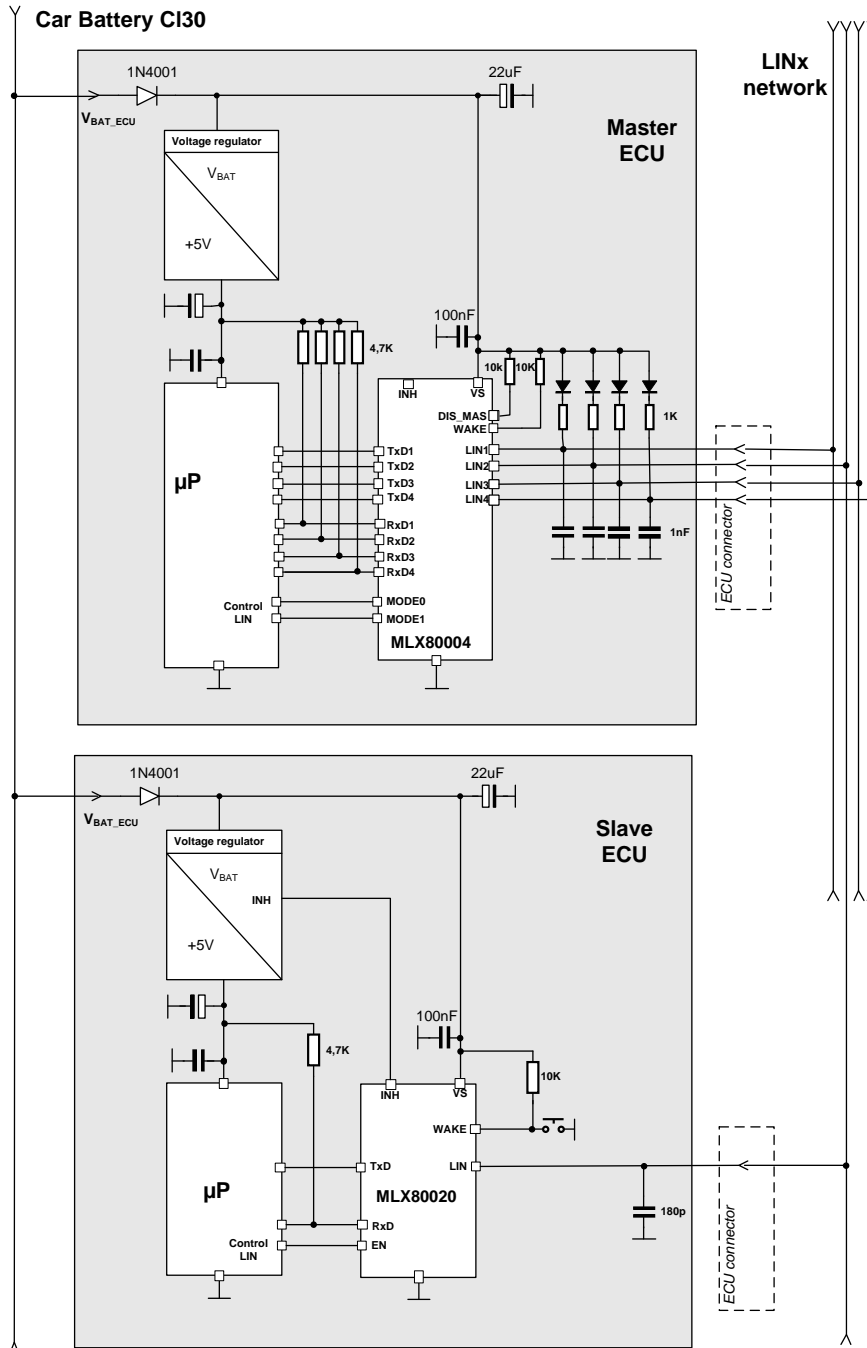 Car Battery Cl30
1N4001
22uF
LINx
network
V_BAT_ECU
Master
ECU
Voltage regulator
V_BAT
+5V
100nF
4,7K
10k
10K
INH
VS
DIS_MAS
WAKE
1K
LIN1
LIN2
LIN3
LIN4
TxD1
TxD2
TxD3
TxD4
µP
RxD1
RxD2
RxD3
RxD4
1nF
ECU connector
Control
LIN
MODE0
MODE1
MLX80004
1N4001
22uF
V_BAT_ECU
Slave
ECU
Voltage regulator
V_BAT
INH
+5V
100nF
4,7K
10K
INH
VS
WAKE
TxD
LIN
µP
MLX80020
180p
RxD
Control
LIN
EN
ECU connector